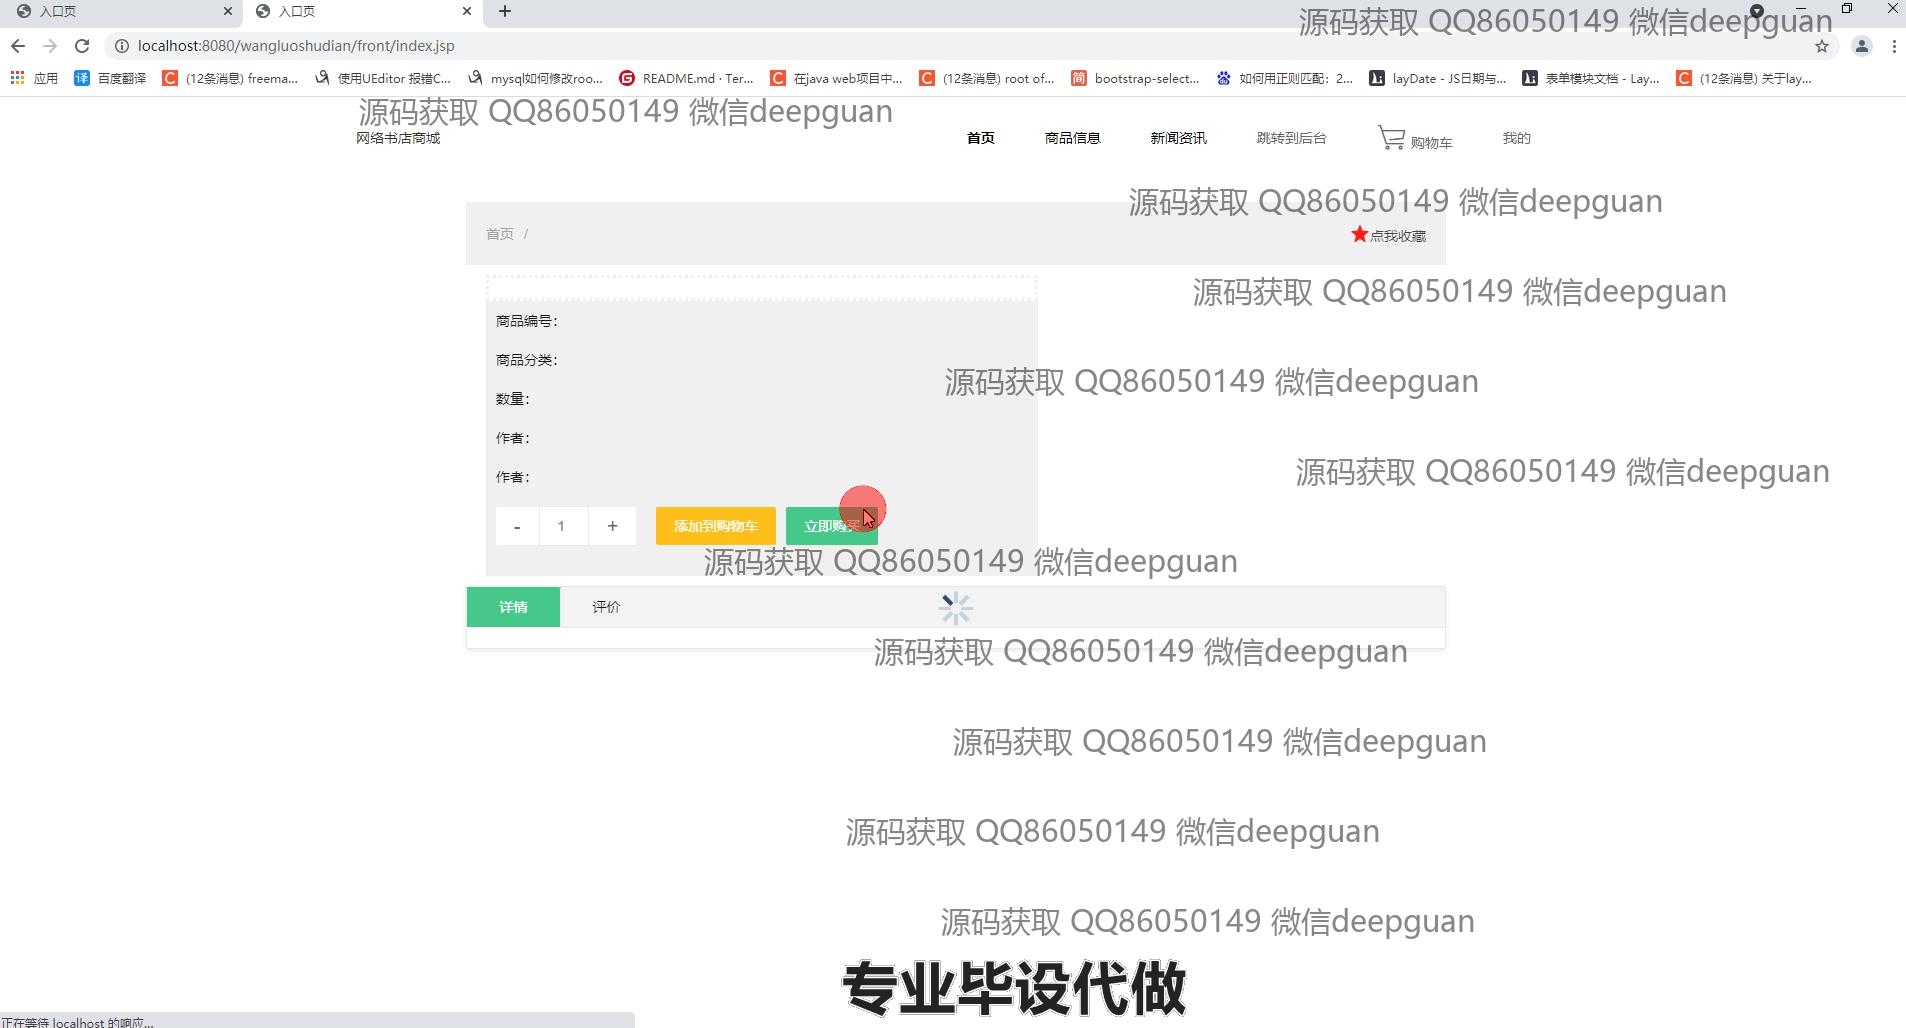 入口页
入口页
源码获取 QQ86050149 微信deepguan
localhost:8080/wangluoshudian/front/index.jsp
应用
百度翻译
(12条消息) freema...
使用UEditor 报错C...
mysql如何修改roo...
README.md · Ter...
在java web项目中...
(12条消息) root of...
bootstrap-select...
如何用正则匹配：2...
layDate - JS日期与...
表单模块文档 - Lay...
(12条消息) 关于lay...
源码获取 QQ86050149 微信deepguan
网络书店商城
首页
商品信息
新闻资讯
跳转到后台
购物车
我的
源码获取 QQ86050149 微信deepguan
首页 /
点我收藏
源码获取 QQ86050149 微信deepguan
商品编号：
商品分类：
源码获取 QQ86050149 微信deepguan
数量：
作者：
源码获取 QQ86050149 微信deepguan
作者：
- 1 +
添加到购物车
立即购买
源码获取 QQ86050149 微信deepguan
详情
评价
源码获取 QQ86050149 微信deepguan
源码获取 QQ86050149 微信deepguan
源码获取 QQ86050149 微信deepguan
源码获取 QQ86050149 微信deepguan
专业毕设代做
正在等待 localhost 的响应...